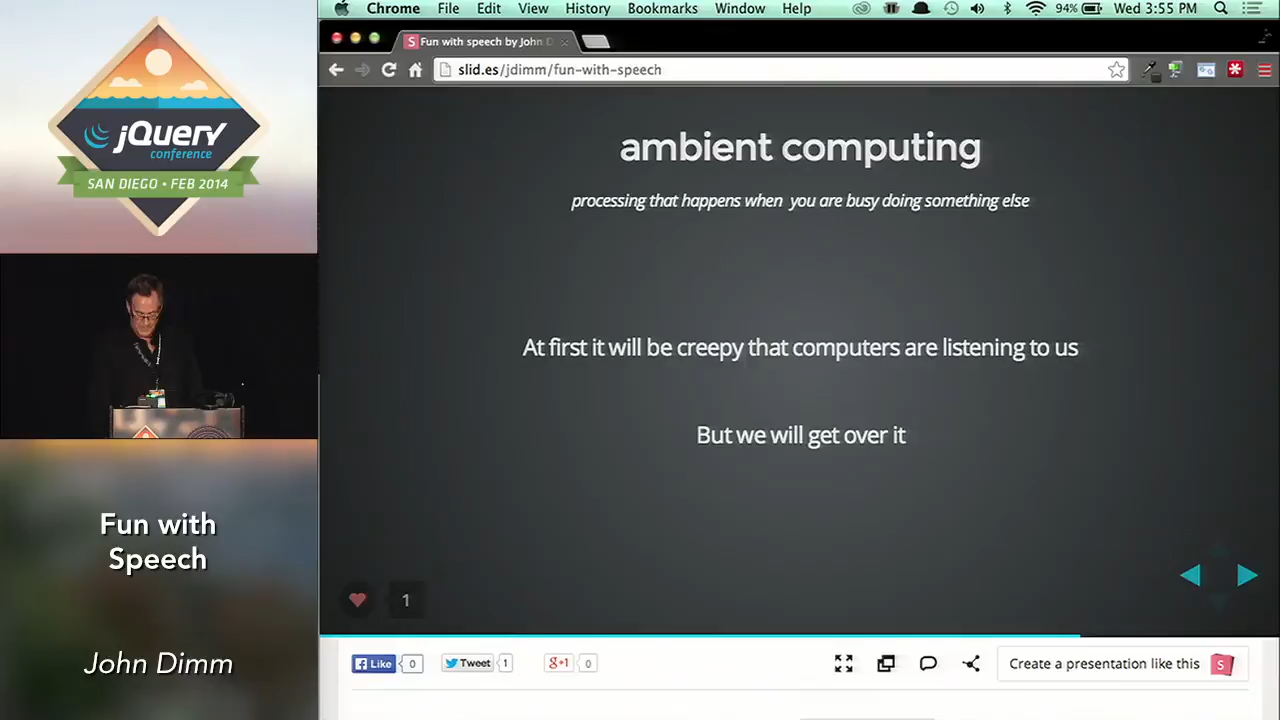 jQuery
conference
SAN DIEGO • FEB 2014
Fun with
Speech
John Dimm
Chrome File Edit View History Bookmarks Window Help 94% Wed 3:55 PM
Fun with speech by John D
slid.es/jdimm/fun-with-speech
ambient computing
processing that happens when you are busy doing something else
At first it will be creepy that computers are listening to us
But we will get over it
1
Like 0 Tweet 1 g+1 0 Create a presentation like this S